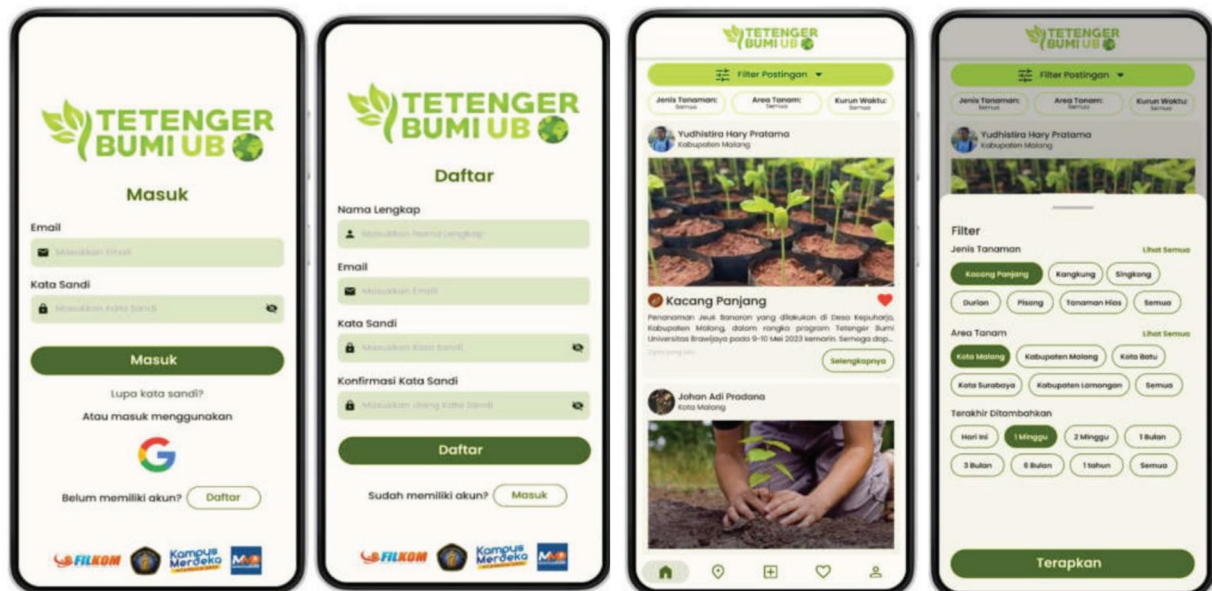 TETENGER
BUMI UB
Masuk
Email
Masukkan Email
Kata Sandi
Masukkan Kata Sandi
Masuk
Lupa kata sandi?
Atau masuk menggunakan
Belum memiliki akun?
Daftar
FILKOM
Kampus
Merdeka
TETENGER
BUMI UB
Daftar
Nama Lengkap
Masukkan Nama Lengkap
Email
Masukkan Email
Kata Sandi
Masukkan Kata Sandi
Konfirmasi Kata Sandi
Masukkan Ulang Kata Sandi
Daftar
Sudah memiliki akun?
Masuk
FILKOM
Kampus
Merdeka
TETENGER
BUMI UB
Filter Postingan
Jenis Tanaman:
Semua
Area Tanam:
Semua
Kurun Waktu:
Semua
Yudhistira Hary Pratama
Kabupaten Malang
Kacang Panjang
Penanaman Jeuk Banaran yang dilakukan di Desa Kepuharjo,
Kabupaten Malang, dalam rangka program Tetenger Bumi
Universitas Brawijaya pada 9-10 Mei 2023 kemarin. Semoga dap...
Selengkapnya
Johan Adi Pradana
Kota Malang
TETENGER
BUMI UB
Filter Postingan
Jenis Tanaman:
Semua
Area Tanam:
Semua
Kurun Waktu:
Semua
Yudhistira Hary Pratama
Kabupaten Malang
Filter
Jenis Tanaman
Lihat Semua
Kacang Panjang
Kangkung
Singkong
Durian
Pisang
Tanaman Hias
Semua
Area Tanam
Lihat Semua
Kota Malang
Kabupaten Malang
Kota Batu
Kota Surabaya
Kabupaten Lamongan
Semua
Terakhir Ditambahkan
Hari Ini
1 Minggu
2 Minggu
1 Bulan
3 Bulan
6 Bulan
1 tahun
Semua
Terapkan